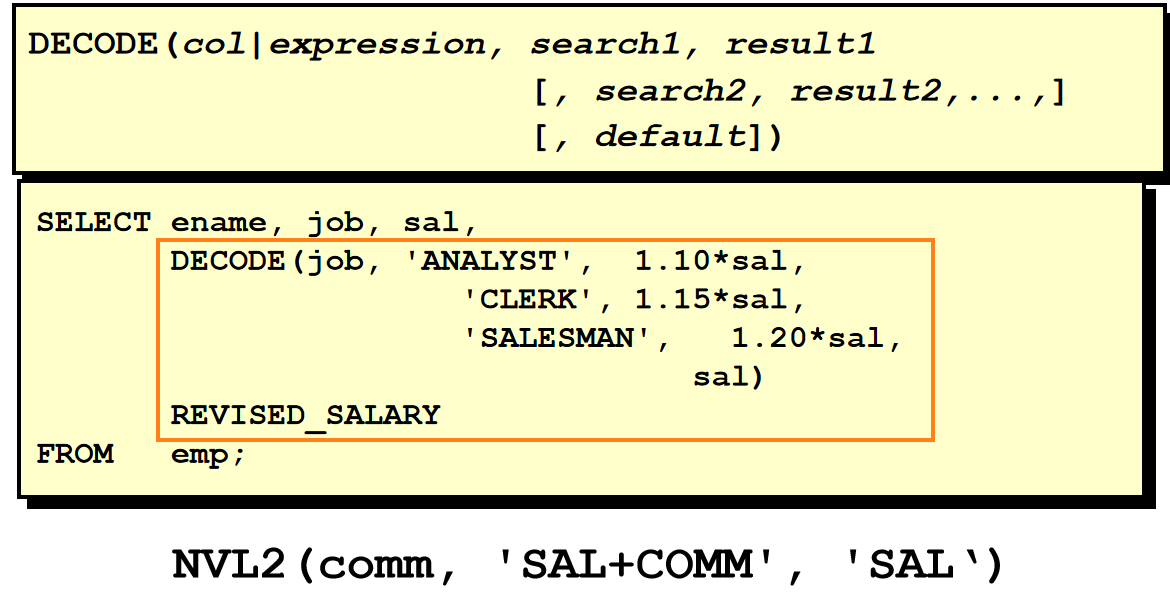 DECODE(col|expression, search1, result1
[, search2, result2,...,]
[, default])
SELECT ename, job, sal,
DECODE(job, 'ANALYST', 1.10*sal,
'CLERK', 1.15*sal,
'SALESMAN', 1.20*sal,
sal)
REVISED_SALARY
FROM emp;
NVL2(comm, 'SAL+COMM', 'SAL‘)